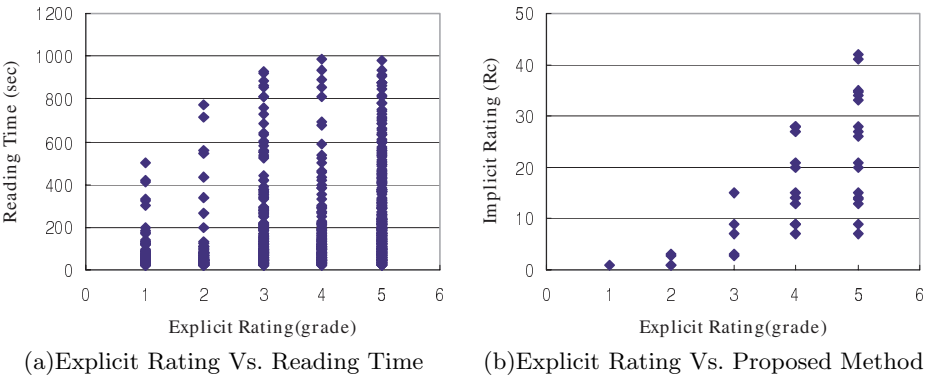 1200
1000
800
600
400
200
0
0 1 2 3 4 5 6
Reading Time (sec)
Explicit Rating(grade)
(a)Explicit Rating Vs. Reading Time
50
40
30
20
10
0
0 1 2 3 4 5 6
Implicit Rating (Rc)
Explicit Rating(grade)
(b)Explicit Rating Vs. Proposed Method